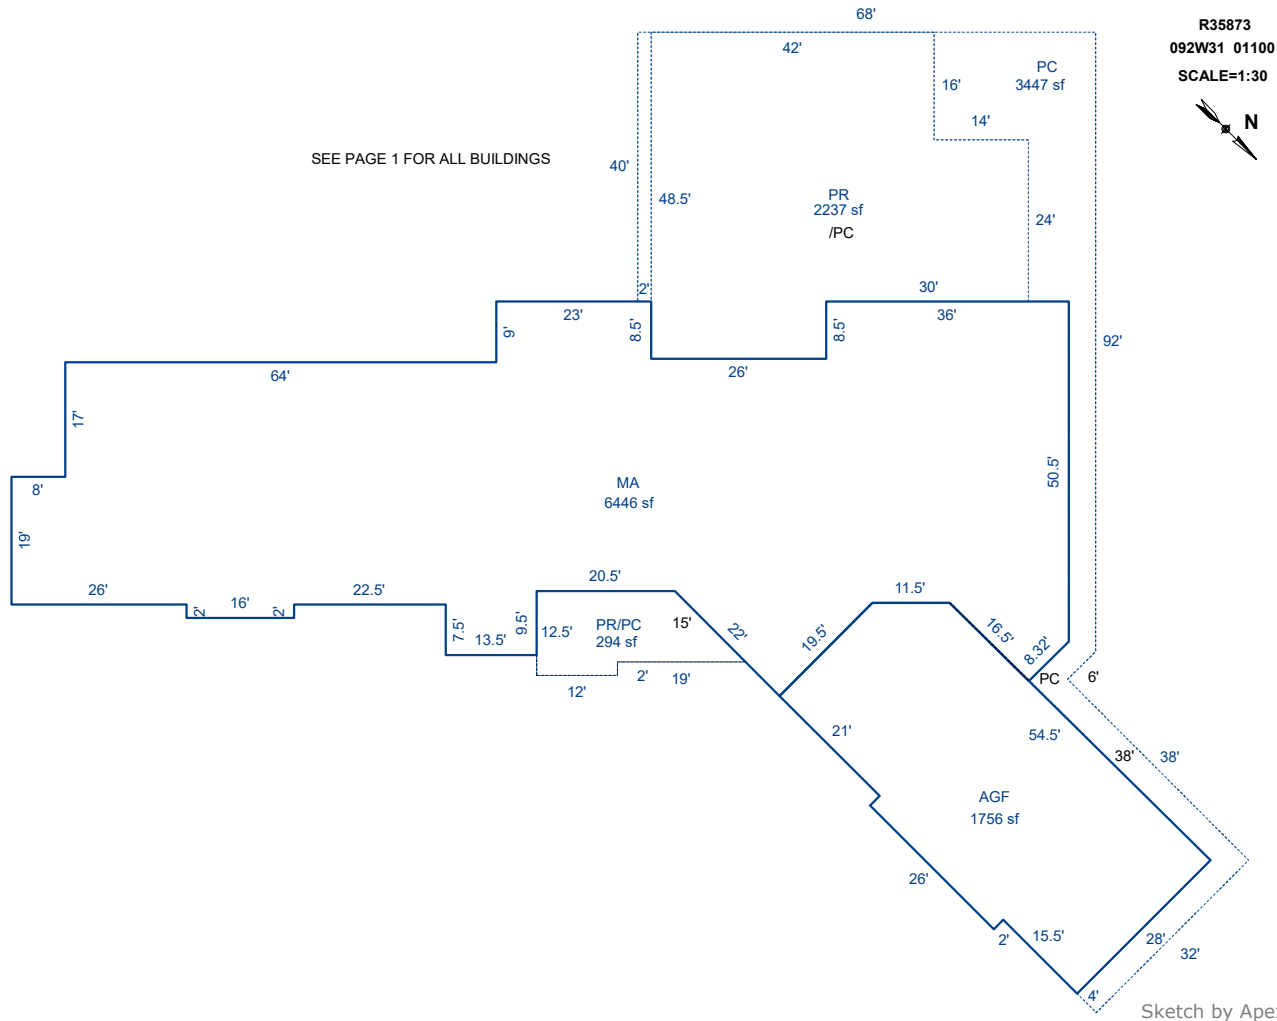 68'
R35873
092W31 01100
SCALE=1:30
N
42'
PC
3447 sf
16'
14'
SEE PAGE 1 FOR ALL BUILDINGS
40'
48.5'
PR
2237 sf
/PC
24'
2'
30'
23'
36'
9'
8.5'
8.5'
92'
64'
26'
17'
50.5'
8'
MA
6446 sf
19'
26'
16'
2'
2'
22.5'
20.5'
11.5'
7.5'
13.5'
9.5'
12.5'
PR/PC
294 sf
15'
22'
19.5'
16.5'
8.32'
12'
2'
19'
PC
6'
21'
54.5'
38'
38'
AGF
1756 sf
26'
2'
15.5'
28'
32'
4'
Sketch by Apex